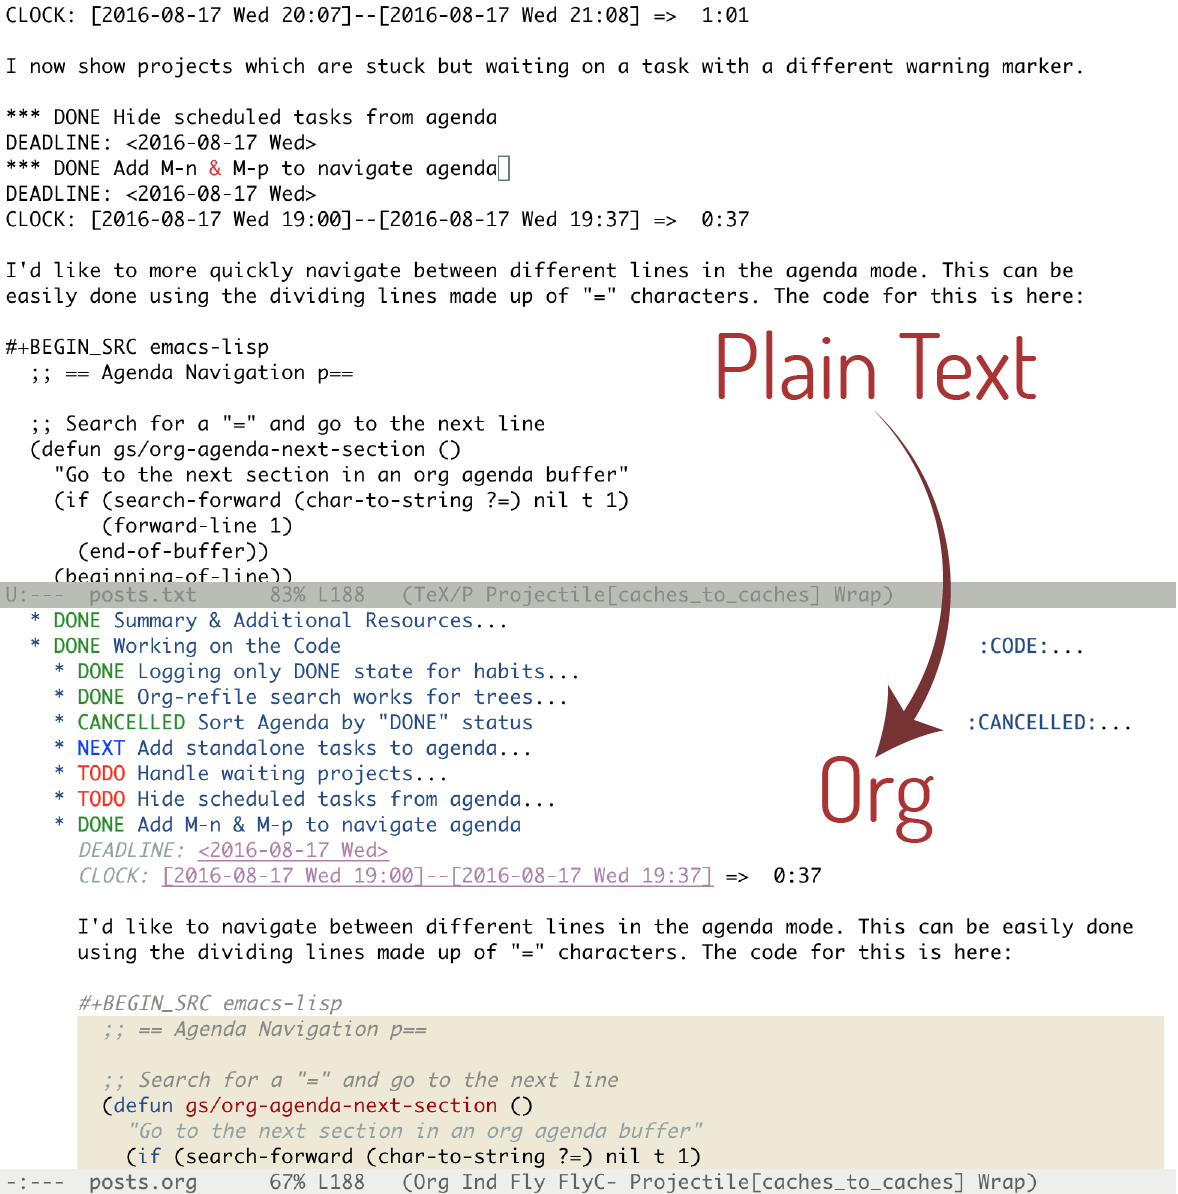 CLOCK: [2016-08-17 Wed 20:07]--[2016-08-17 Wed 21:08] =>  1:01
I now show projects which are stuck but waiting on a task with a different warning marker.
*** DONE Hide scheduled tasks from agenda
DEADLINE: <2016-08-17 Wed>
*** DONE Add M-n & M-p to navigate agenda
DEADLINE: <2016-08-17 Wed>
CLOCK: [2016-08-17 Wed 19:00]--[2016-08-17 Wed 19:37] =>  0:37
I'd like to more quickly navigate between different lines in the agenda mode. This can be
easily done using the dividing lines made up of "=" characters. The code for this is here:
#+BEGIN_SRC emacs-lisp
  ;; == Agenda Navigation p==
  ;; Search for a "=" and go to the next line
  (defun gs/org-agenda-next-section ()
    "Go to the next section in an org agenda buffer"
    (if (search-forward (char-to-string ?=) nil t 1)
        (forward-line 1)
      (end-of-buffer))
    (beginning-of-line))
Plain Text
U:---  posts.txt      83% L188   (TeX/P Projectile[caches_to_caches] Wrap)
  * DONE Summary & Additional Resources...
  * DONE Working on the Code :CODE:...
    * DONE Logging only DONE state for habits...
    * DONE Org-refile search works for trees...
    * CANCELLED Sort Agenda by "DONE" status :CANCELLED:...
    * NEXT Add standalone tasks to agenda...
    * TODO Handle waiting projects...
    * TODO Hide scheduled tasks from agenda...
    * DONE Add M-n & M-p to navigate agenda
Org
      DEADLINE: <2016-08-17 Wed>
      CLOCK: [2016-08-17 Wed 19:00]--[2016-08-17 Wed 19:37] =>  0:37
      I'd like to navigate between different lines in the agenda mode. This can be easily done
      using the dividing lines made up of "=" characters. The code for this is here:
      #+BEGIN_SRC emacs-lisp
        ;; == Agenda Navigation p==
        ;; Search for a "=" and go to the next line
        (defun gs/org-agenda-next-section ()
          "Go to the next section in an org agenda buffer"
          (if (search-forward (char-to-string ?=) nil t 1)
-:---  posts.org      67% L188   (Org Ind Fly FlyC- Projectile[caches_to_caches] Wrap)